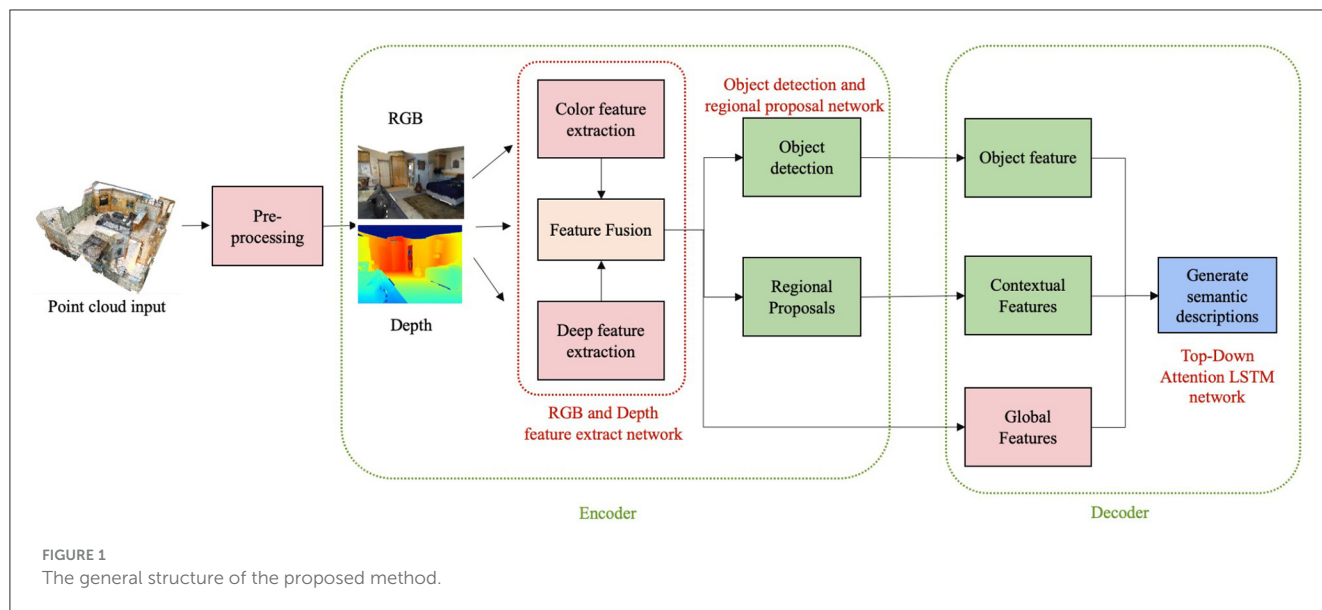 Point cloud input
Pre-
processing
RGB
Depth
Color feature
extraction
Feature Fusion
Deep feature
extraction
RGB and Depth
feature extract network
Object detection and
regional proposal network
Object
detection
Regional
Proposals
Encoder
Object feature
Contextual
Features
Global
Features
Generate
semantic
descriptions
Top-Down
Attention LSTM
network
Decoder
FIGURE 1
The general structure of the proposed method.